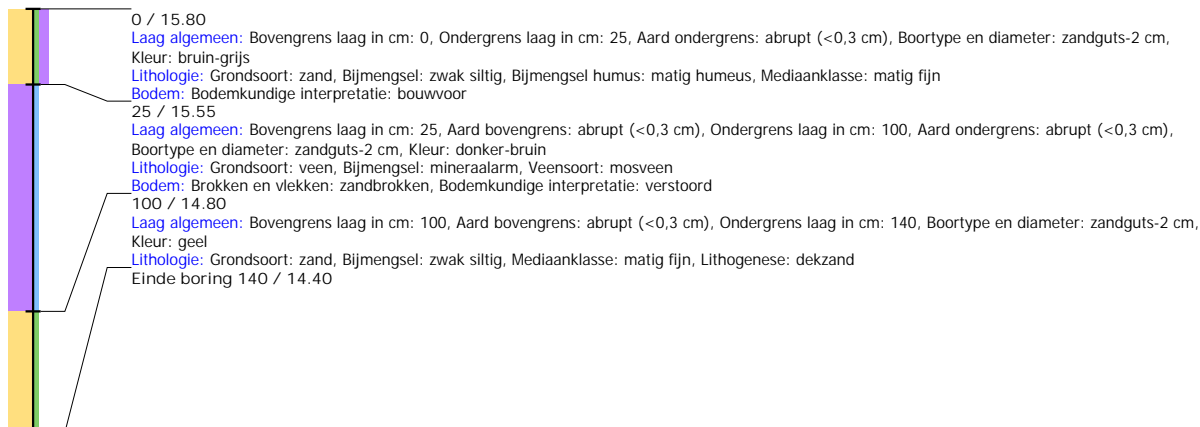 0 / 15.80
Laag algemeen: Bovengrens laag in cm: 0, Ondergrens laag in cm: 25, Aard ondergrens: abrupt (<0,3 cm), Boortype en diameter: zandguts-2 cm,
Kleur: bruin-grijs
Lithologie: Grondsoort: zand, Bijmengsel: zwak siltig, Bijmengsel humus: matig humeus, Mediaanklasse: matig fijn
Bodem: Bodemkundige interpretatie: bouwvoor
25 / 15.55
Laag algemeen: Bovengrens laag in cm: 25, Aard bovengrens: abrupt (<0,3 cm), Ondergrens laag in cm: 100, Aard ondergrens: abrupt (<0,3 cm),
Boortype en diameter: zandguts-2 cm, Kleur: donker-bruin
Lithologie: Grondsoort: veen, Bijmengsel: mineraalarm, Veensoort: mosveen
Bodem: Brokken en vlekken: zandbrokken, Bodemkundige interpretatie: verstoord
100 / 14.80
Laag algemeen: Bovengrens laag in cm: 100, Aard bovengrens: abrupt (<0,3 cm), Ondergrens laag in cm: 140, Boortype en diameter: zandguts-2 cm,
Kleur: geel
Lithologie: Grondsoort: zand, Bijmengsel: zwak siltig, Mediaanklasse: matig fijn, Lithogenese: dekzand
Einde boring 140 / 14.40